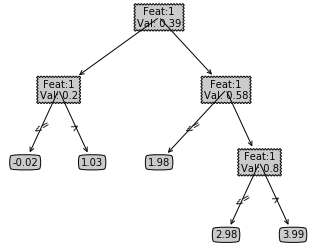 Feat:1
Val: 0.39
Feat:1
Val: 0.2
Feat:1
Val: 0.58
<=
>
<=
-0.02
1.03
1.98
Feat:1
Val: 0.8
<=
>
2.98
3.99